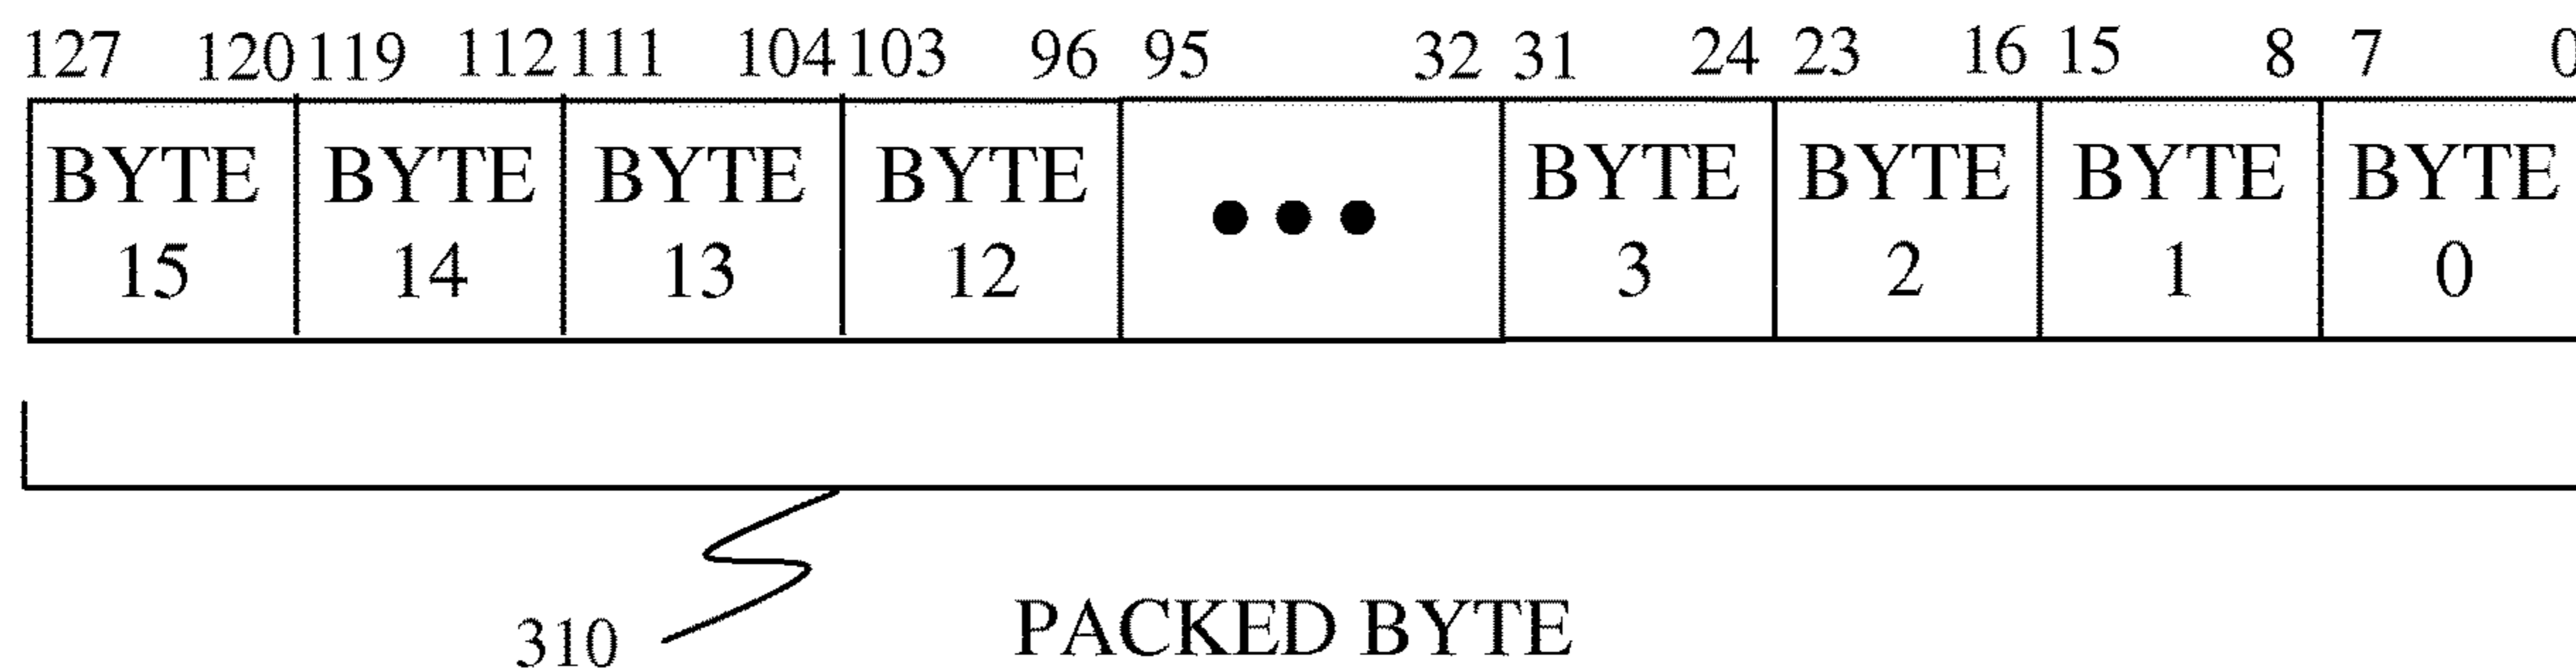 127 120 119 112 111 104 103 96 95 32 31 24 23 16 15 8 7 0
BYTE BYTE BYTE BYTE BYTE BYTE BYTE BYTE
15 14 13 12 ••• 3 2 1 0
310 PACKED BYTE